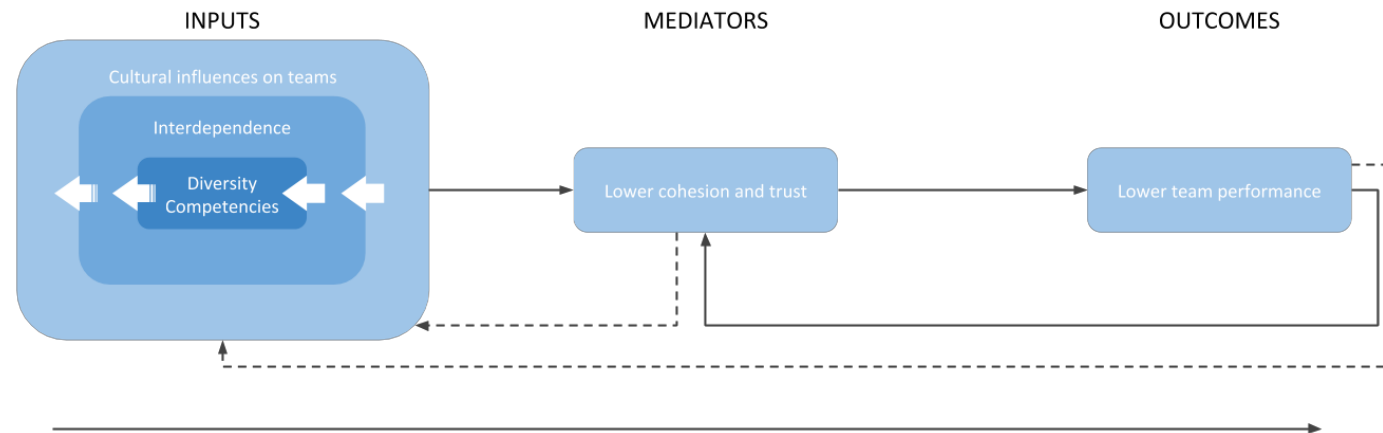 INPUTS
MEDIATORS
OUTCOMES
Cultural influences on teams
Interdependence
Diversity
Competencies
Lower cohesion and trust
Lower team performance